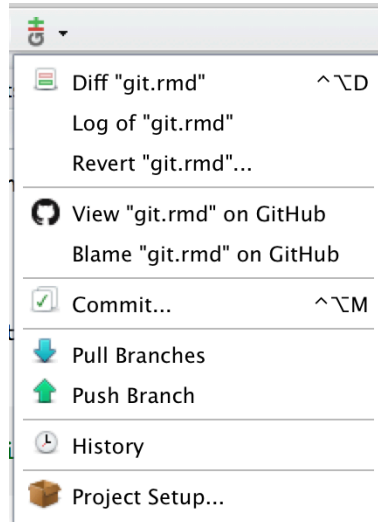 git
Diff "git.rmd" ^⌥D
Log of "git.rmd"
Revert "git.rmd"...
View "git.rmd" on GitHub
Blame "git.rmd" on GitHub
Commit... ^⌥M
Pull Branches
Push Branch
History
Project Setup...